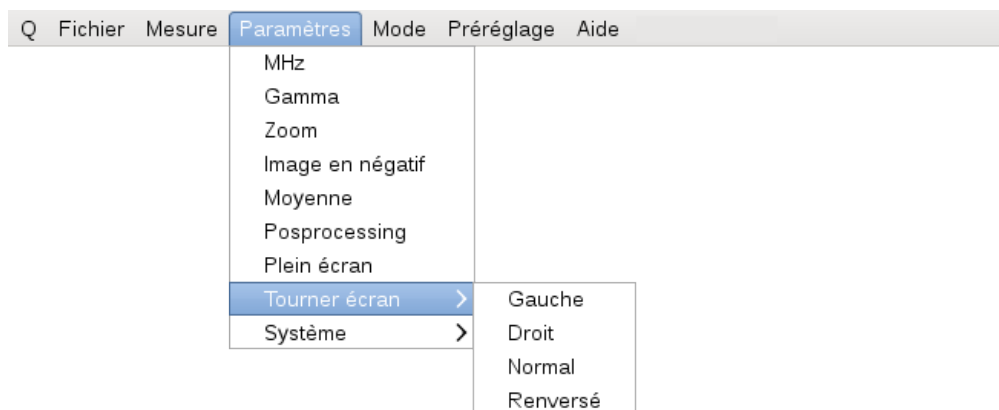 Q Fichier Mesure Paramètres Mode Préréglage Aide
MHz
Gamma
Zoom
Image en négatif
Moyenne
Posprocessing
Plein écran
Tourner écran > Gauche
Système > Droit
Normal
Renversé